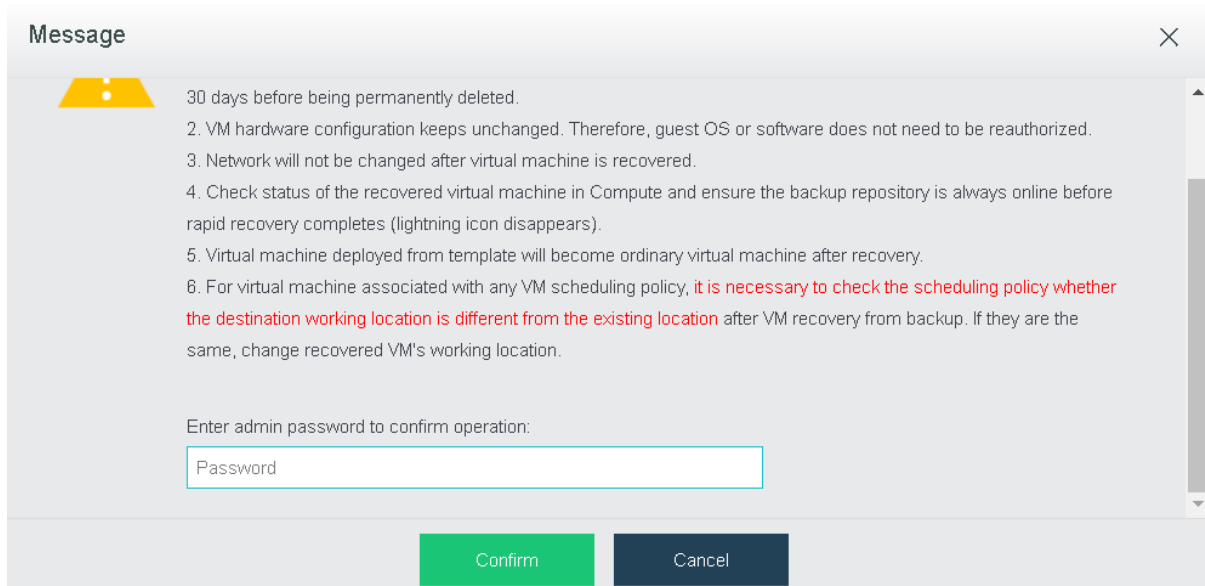 Message
30 days before being permanently deleted.
2. VM hardware configuration keeps unchanged. Therefore, guest OS or software does not need to be reauthorized.
3. Network will not be changed after virtual machine is recovered.
4. Check status of the recovered virtual machine in Compute and ensure the backup repository is always online before
rapid recovery completes (lightning icon disappears).
5. Virtual machine deployed from template will become ordinary virtual machine after recovery.
6. For virtual machine associated with any VM scheduling policy, it is necessary to check the scheduling policy whether
the destination working location is different from the existing location after VM recovery from backup. If they are the
same, change recovered VM's working location.
Enter admin password to confirm operation:
Password
Confirm
Cancel